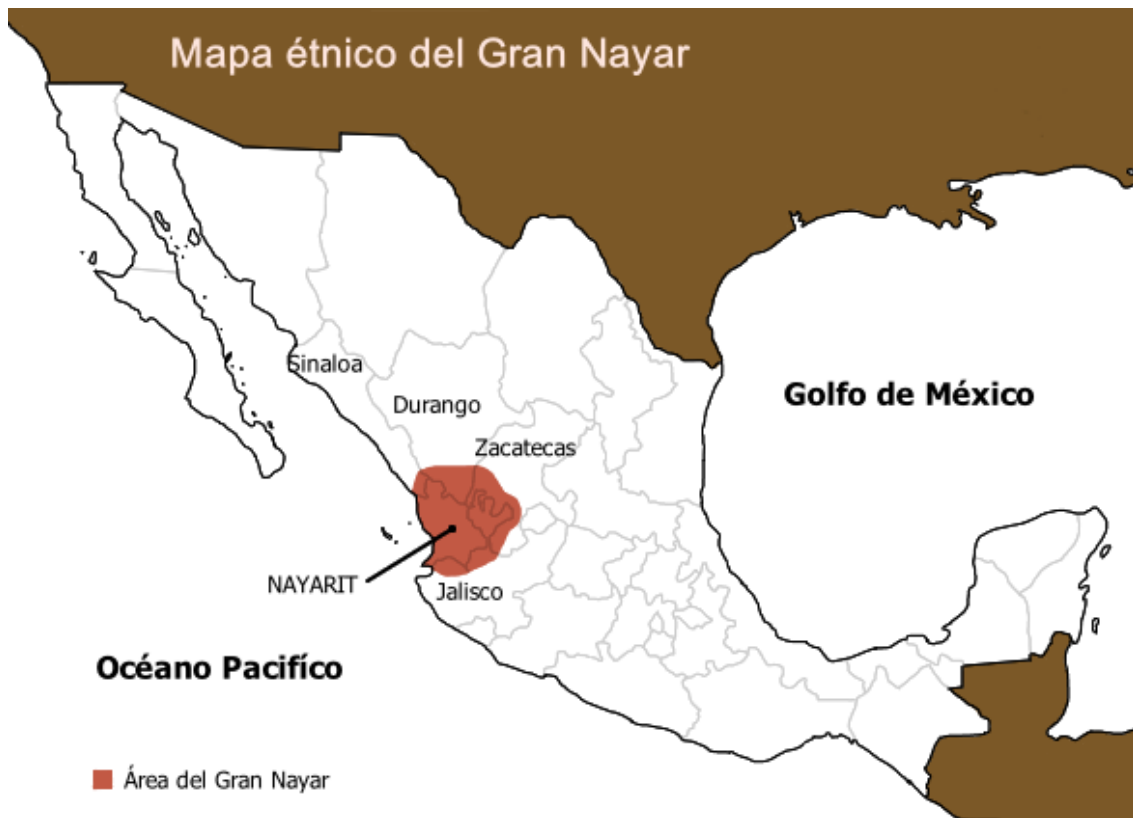 Mapa étnico del Gran Nayar
Sinaloa
Durango
Golfo de México
Zacatecas
NAYARIT
Jalisco
Océano Pacifíco
Área del Gran Nayar